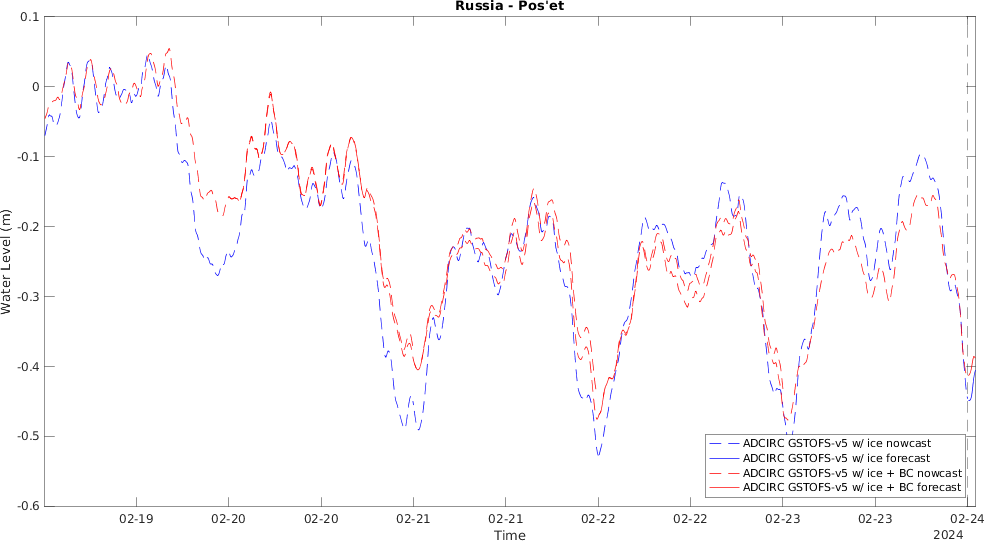 Russia - Pos'et
0.1
0
-0.1
-0.2
-0.3
-0.4
-0.5
-0.6
Water Level (m)
ADCIRC GSTOFS-v5 w/ ice nowcast
ADCIRC GSTOFS-v5 w/ ice forecast
ADCIRC GSTOFS-v5 w/ ice + BC nowcast
ADCIRC GSTOFS-v5 w/ ice + BC forecast
02-19 02-20 02-20 02-21 02-21 02-22 02-22 02-23 02-23 02-24
Time
2024